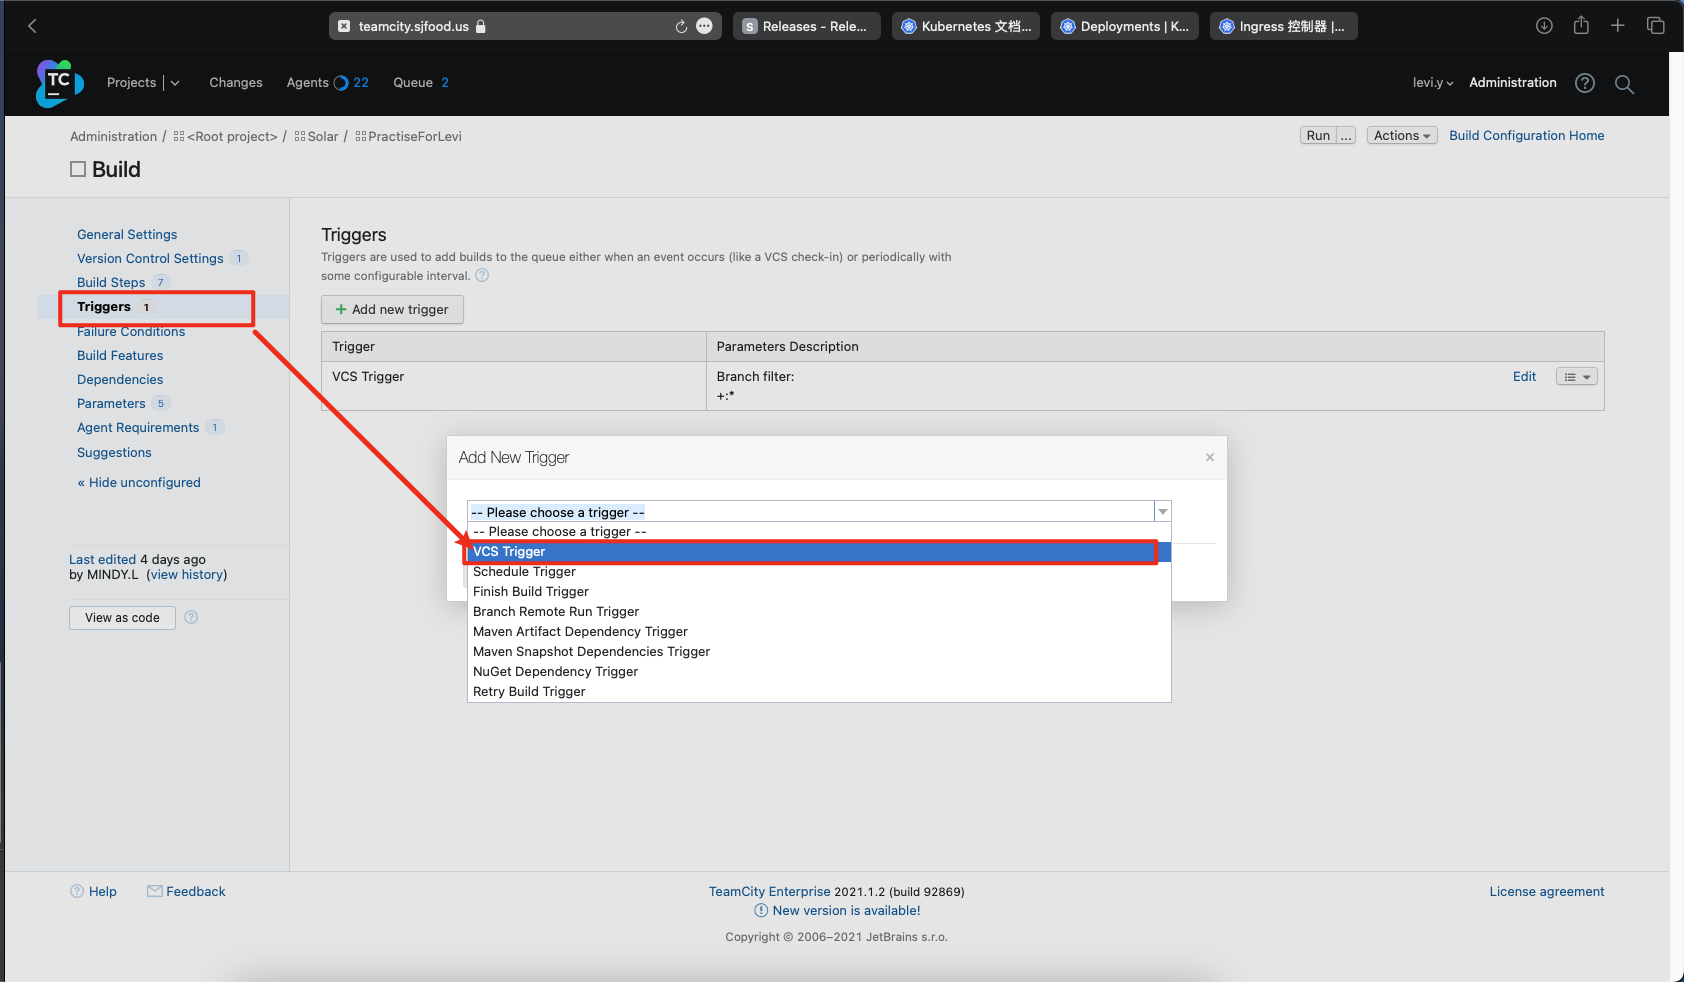 teamcity.sjfood.us
S Releases - Rele...
Kubernetes 文档...
Deployments | K...
Ingress 控制器 |...
TC
Projects
Changes
Agents 22
Queue 2
levi.y
Administration
Administration / <Root project> / Solar / PractiseForLevi
Run ...
Actions
Build Configuration Home
Build
General Settings
Version Control Settings 1
Build Steps 7
Triggers 1
Failure Conditions
Build Features
Dependencies
Parameters 5
Agent Requirements 1
Suggestions
« Hide unconfigured
Last edited 4 days ago
by MINDY.L (view history)
View as code ?
Triggers
Triggers are used to add builds to the queue either when an event occurs (like a VCS check-in) or periodically with
some configurable interval. ?
+ Add new trigger
Trigger
Parameters Description
VCS Trigger
Branch filter:
+:*
Edit
Add New Trigger
×
-- Please choose a trigger --
-- Please choose a trigger --
VCS Trigger
Schedule Trigger
Finish Build Trigger
Branch Remote Run Trigger
Maven Artifact Dependency Trigger
Maven Snapshot Dependencies Trigger
NuGet Dependency Trigger
Retry Build Trigger
? Help
Feedback
TeamCity Enterprise 2021.1.2 (build 92869)
New version is available!
License agreement
Copyright © 2006–2021 JetBrains s.r.o.